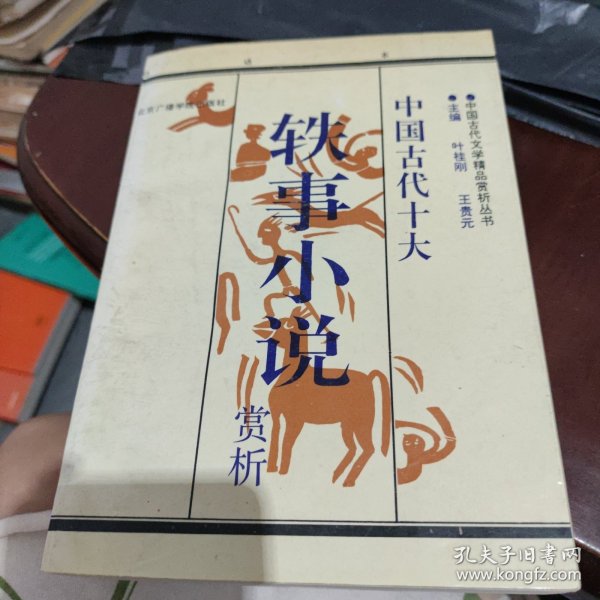 中国古代文学精品赏析丛书
主编 叶桂刚 王贵元
中国古代十大
轶事小说
赏析
北京广播学院出版社
孔夫子旧书网
www.kongfz.com